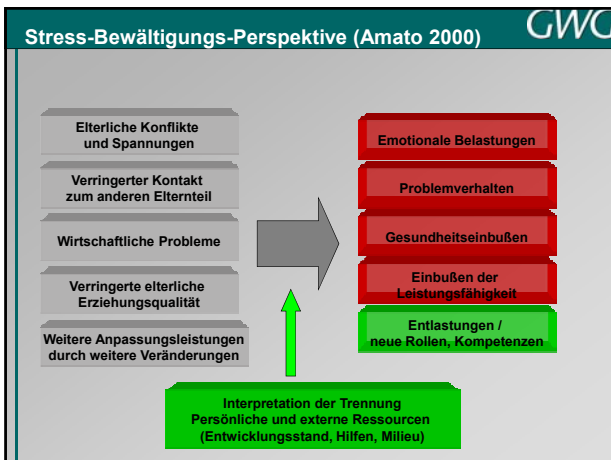 Stress-Bewältigungs-Perspektive (Amato 2000)
GWG
Elterliche Konflikte
und Spannungen
Verringerter Kontakt
zum anderen Elternteil
Wirtschaftliche Probleme
Verringerte elterliche
Erziehungsqualität
Weitere Anpassungsleistungen
durch weitere Veränderungen
Emotionale Belastungen
Problemverhalten
Gesundheitseinbußen
Einbußen der
Leistungsfähigkeit
Entlastungen /
neue Rollen, Kompetenzen
Interpretation der Trennung
Persönliche und externe Ressourcen
(Entwicklungsstand, Hilfen, Milieu)